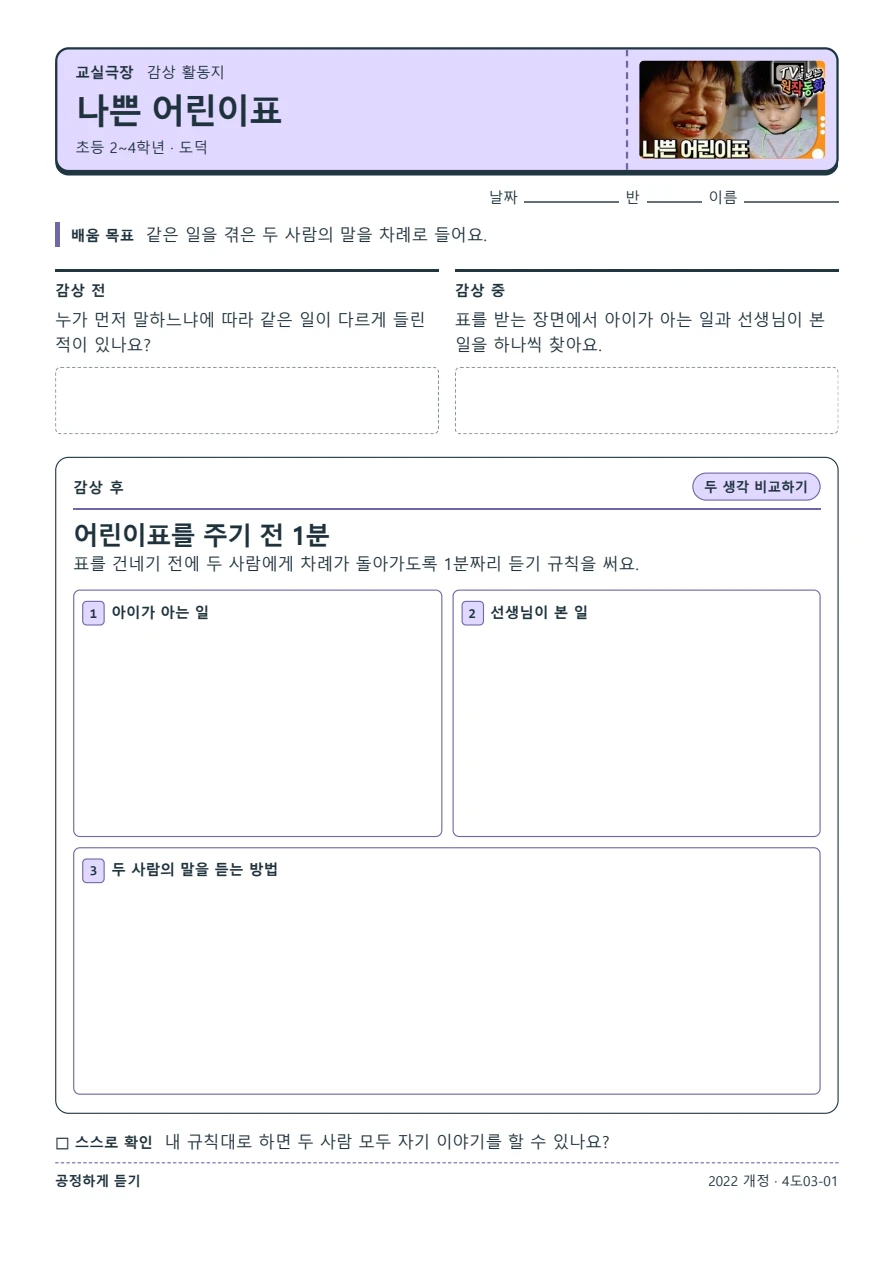 교실극장 감상 활동지
나쁜 어린이표
초등 2~4학년 · 도덕
TV로 보는
원작동화
나쁜 어린이표
날짜 반 이름
배움 목표 같은 일을 겪은 두 사람의 말을 차례로 들어요.
감상 전
누가 먼저 말하느냐에 따라 같은 일이 다르게 들린
적이 있나요?
감상 중
표를 받는 장면에서 아이가 아는 일과 선생님이 본
일을 하나씩 찾아요.
감상 후
두 생각 비교하기
어린이표를 주기 전 1분
표를 건네기 전에 두 사람에게 차례가 돌아가도록 1분짜리 듣기 규칙을 써요.
1 아이가 아는 일
2 선생님이 본 일
3 두 사람의 말을 듣는 방법
스스로 확인 내 규칙대로 하면 두 사람 모두 자기 이야기를 할 수 있나요?
공정하게 듣기
2022 개정 · 4도03-01